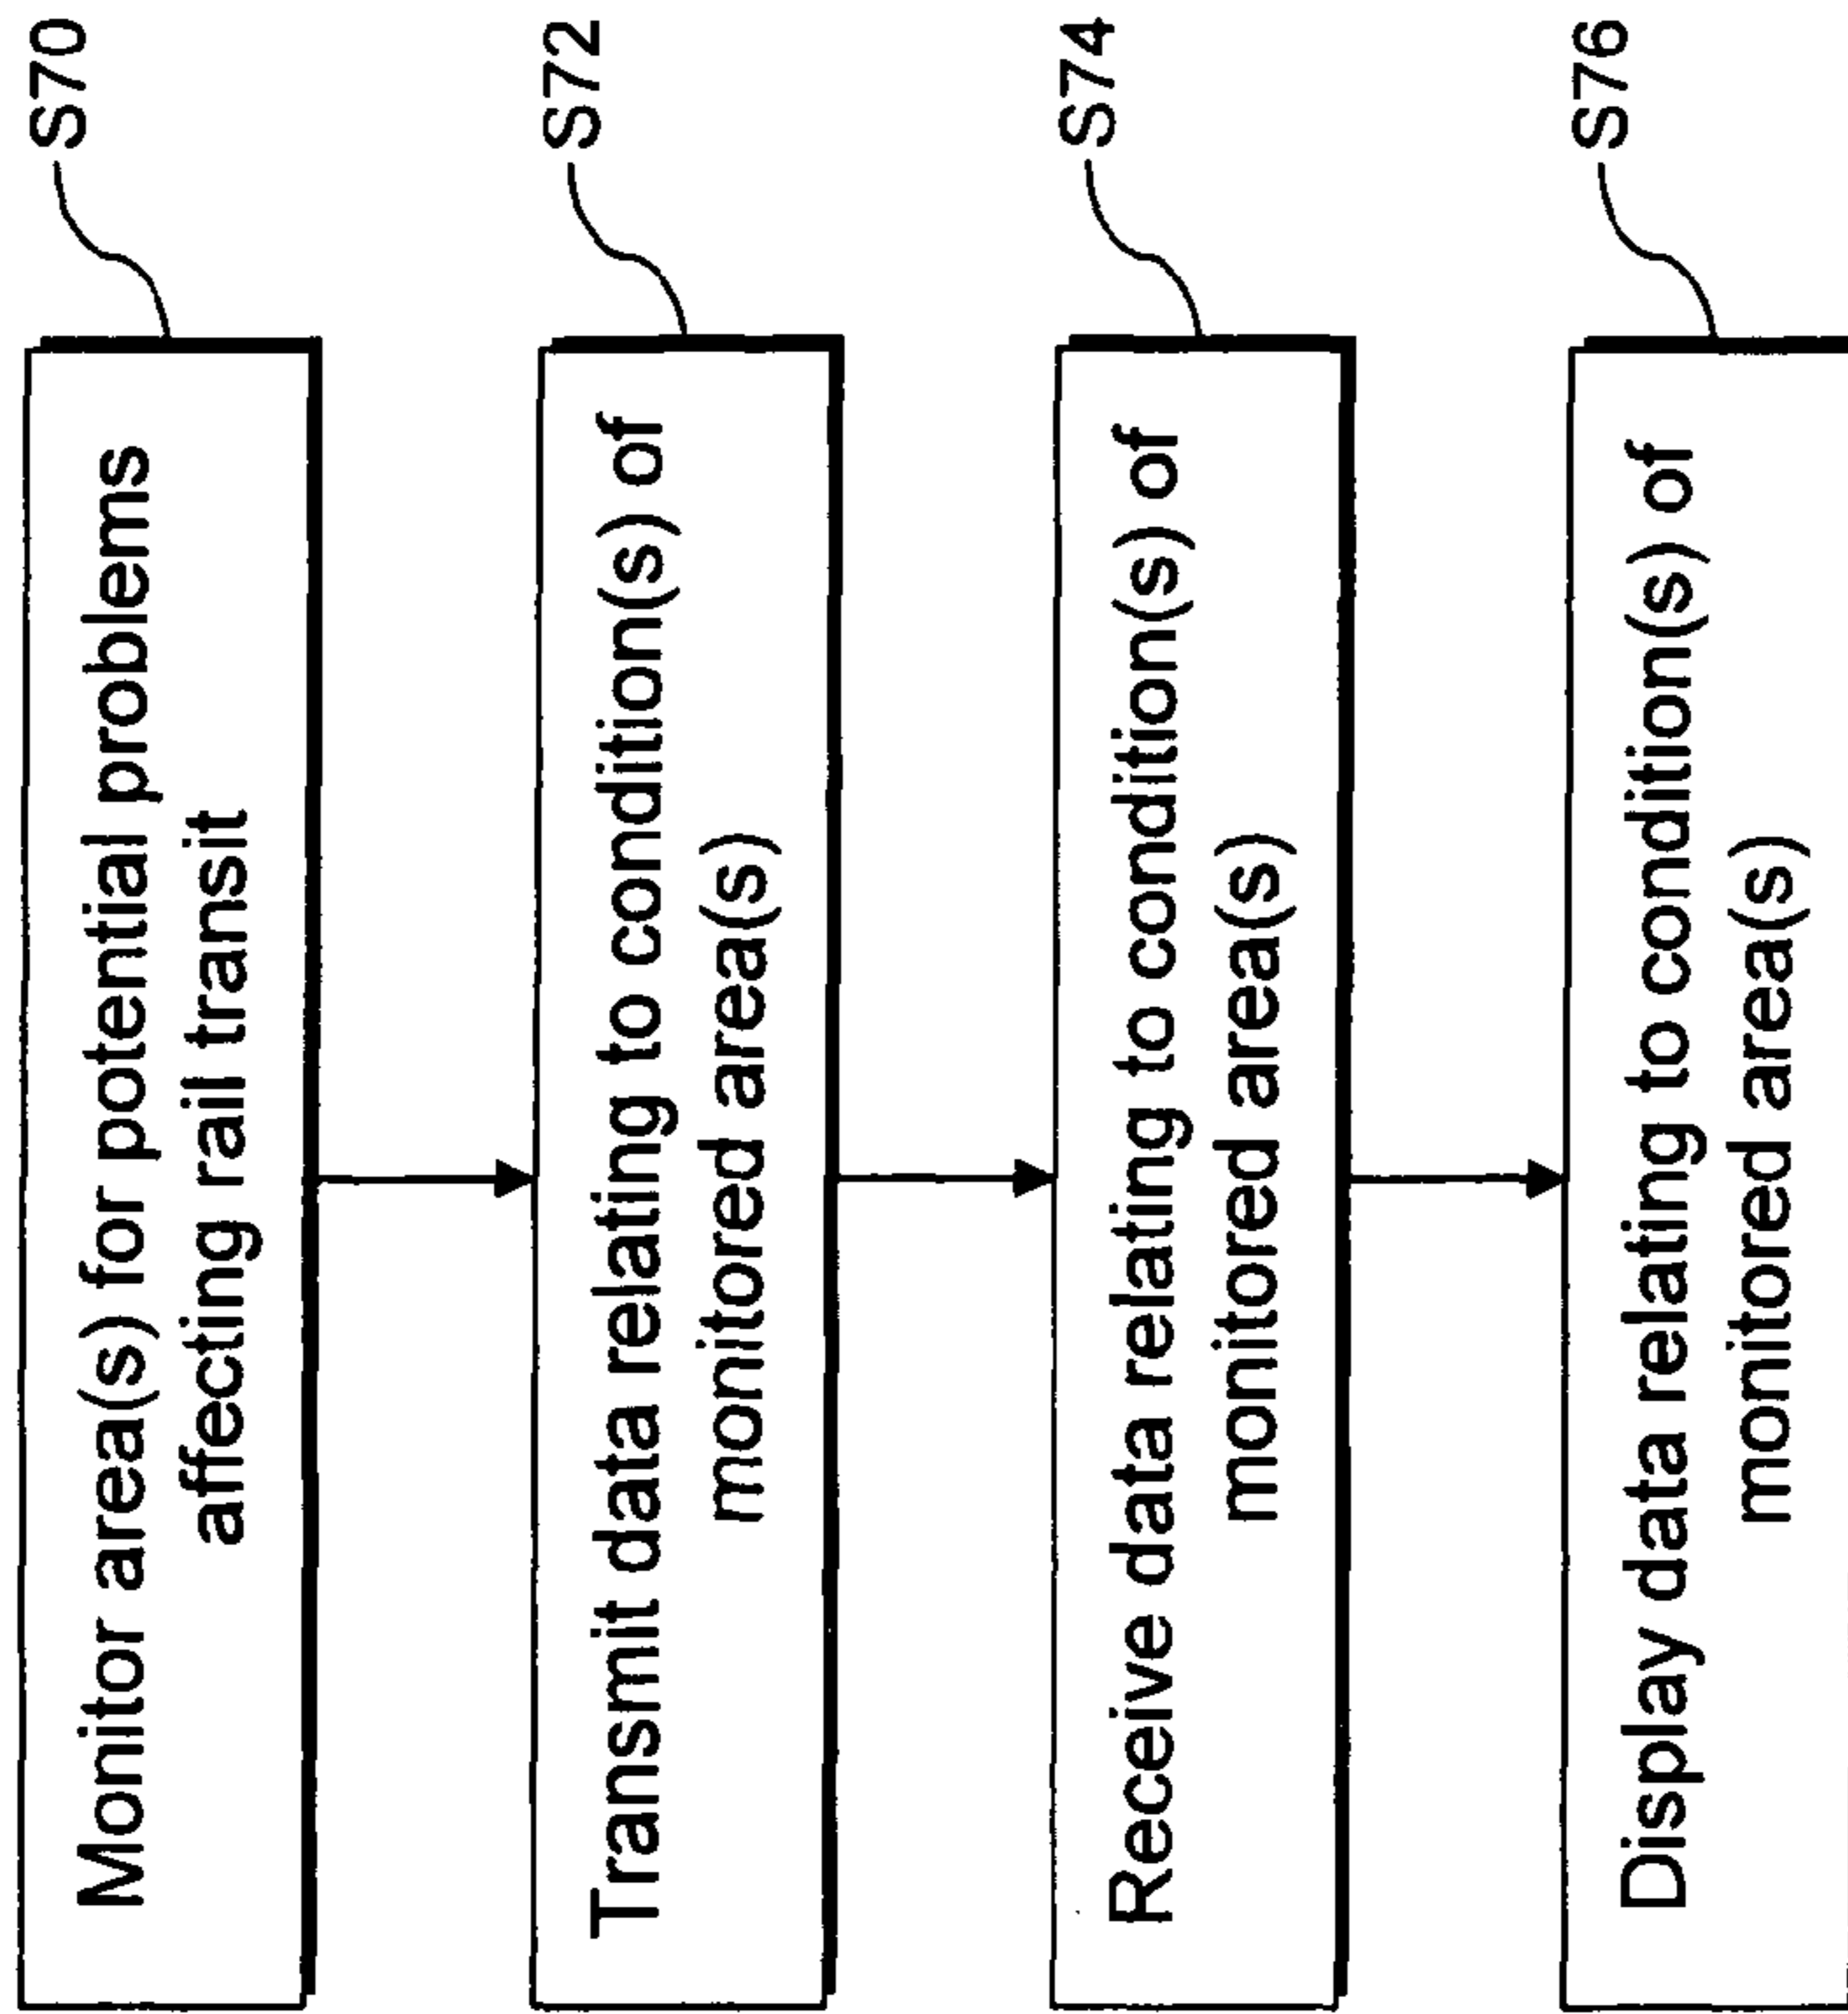 Monitor area(s) for potential problems
affecting rail transit
S70
Transmit data relating to condition(s) of
monitored area(s)
S72
Receive data relating to condition(s) of
monitored area(s)
S74
Display data relating to condition(s) of
monitored area(s)
S76